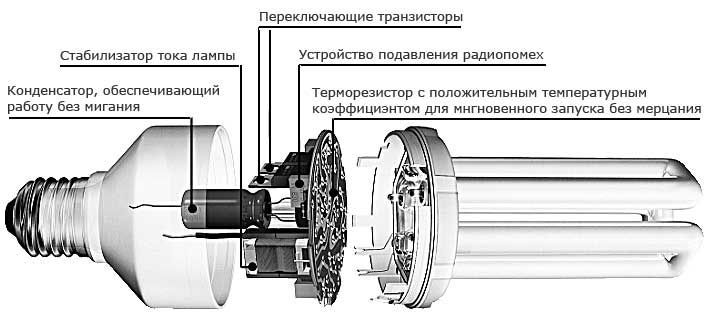 Переключающие транзисторы
Стабилизатор тока лампы
Устройство подавления радиопомех
Конденсатор, обеспечивающий
работу без мигания
Терморезистор с положительным температурным
коэффициэнтом для мнгновенного запуска без мерцания